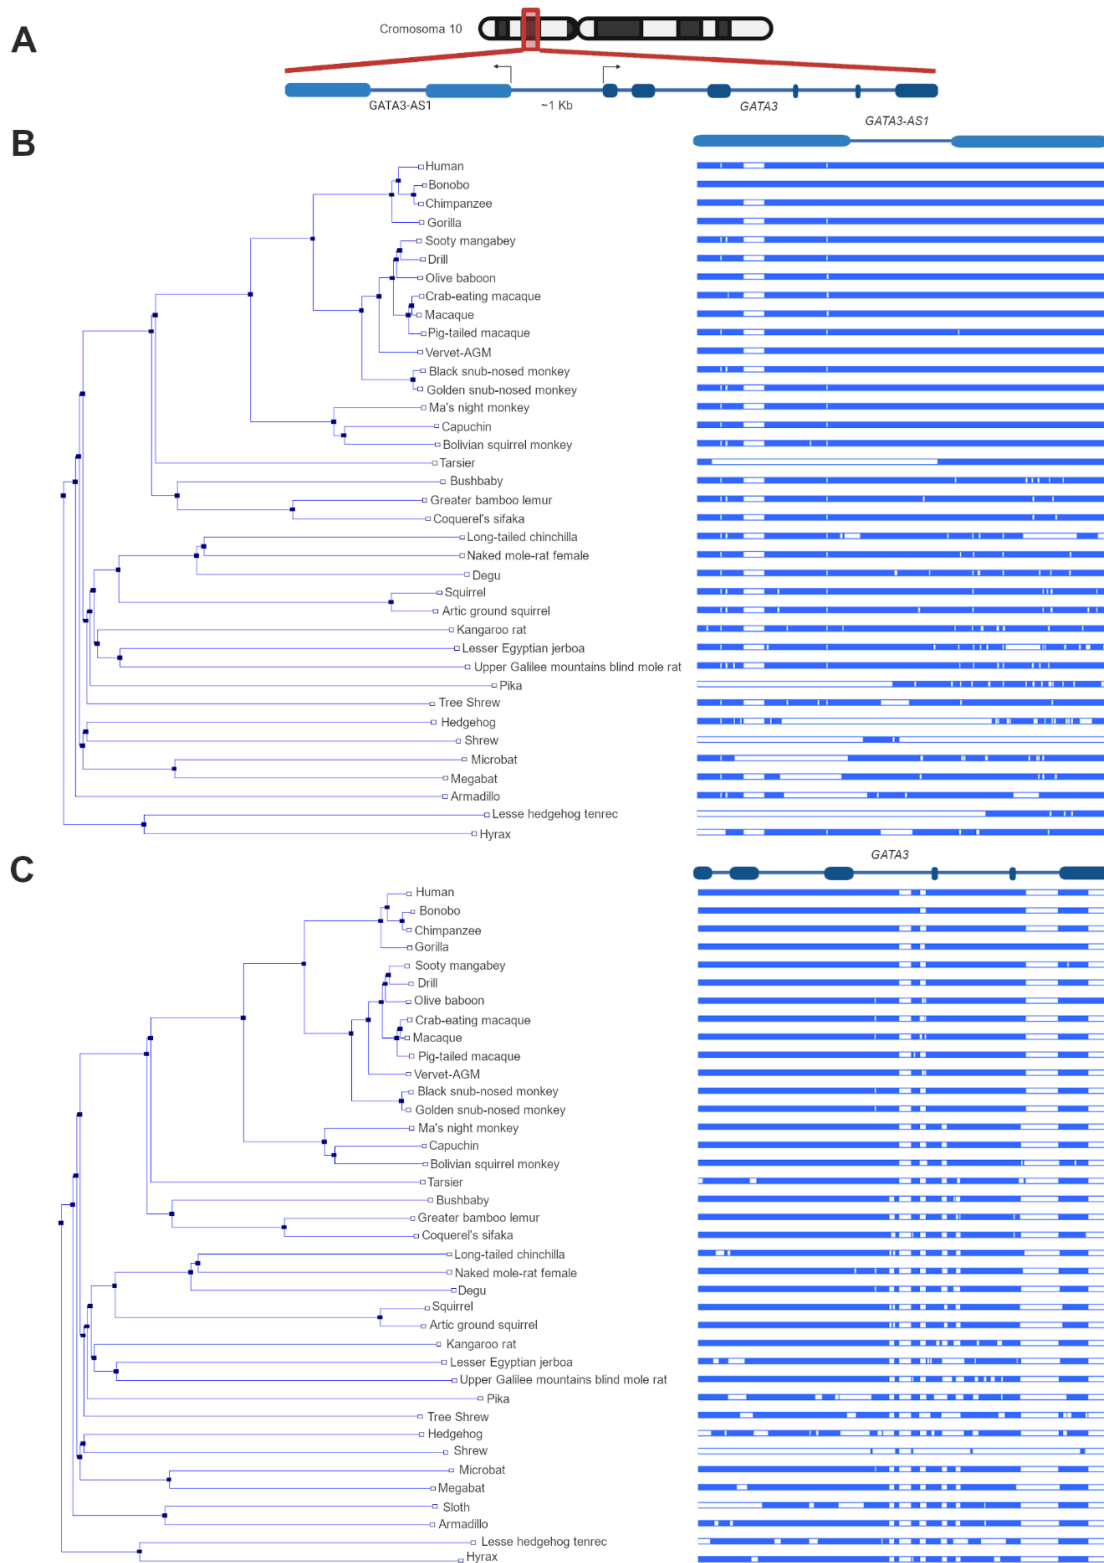 A
Cromosoma 10
GATA3-AS1
~1 Kb
GATA3
B
GATA3-AS1
Human
Bonobo
Chimpanzee
Gorilla
Sooty mangabey
Drill
Olive baboon
Crab-eating macaque
Macaque
Pig-tailed macaque
Vervet-AGM
Black snub-nosed monkey
Golden snub-nosed monkey
Ma's night monkey
Capuchin
Bolivian squirrel monkey
Tarsier
Bushbaby
Greater bamboo lemur
Coquerel's sifaka
Long-tailed chinchilla
Naked mole-rat female
Degu
Squirrel
Artic ground squirrel
Kangaroo rat
Lesser Egyptian jerboa
Upper Galilee mountains blind mole rat
Pika
Tree Shrew
Hedgehog
Shrew
Microbat
Megabat
Armadillo
Lesse hedgehog tenrec
Hyrax
C
GATA3
Human
Bonobo
Chimpanzee
Gorilla
Sooty mangabey
Drill
Olive baboon
Crab-eating macaque
Macaque
Pig-tailed macaque
Vervet-AGM
Black snub-nosed monkey
Golden snub-nosed monkey
Ma's night monkey
Capuchin
Bolivian squirrel monkey
Tarsier
Bushbaby
Greater bamboo lemur
Coquerel's sifaka
Long-tailed chinchilla
Naked mole-rat female
Degu
Squirrel
Artic ground squirrel
Kangaroo rat
Lesser Egyptian jerboa
Upper Galilee mountains blind mole rat
Pika
Tree Shrew
Hedgehog
Shrew
Microbat
Megabat
Sloth
Armadillo
Lesse hedgehog tenrec
Hyrax